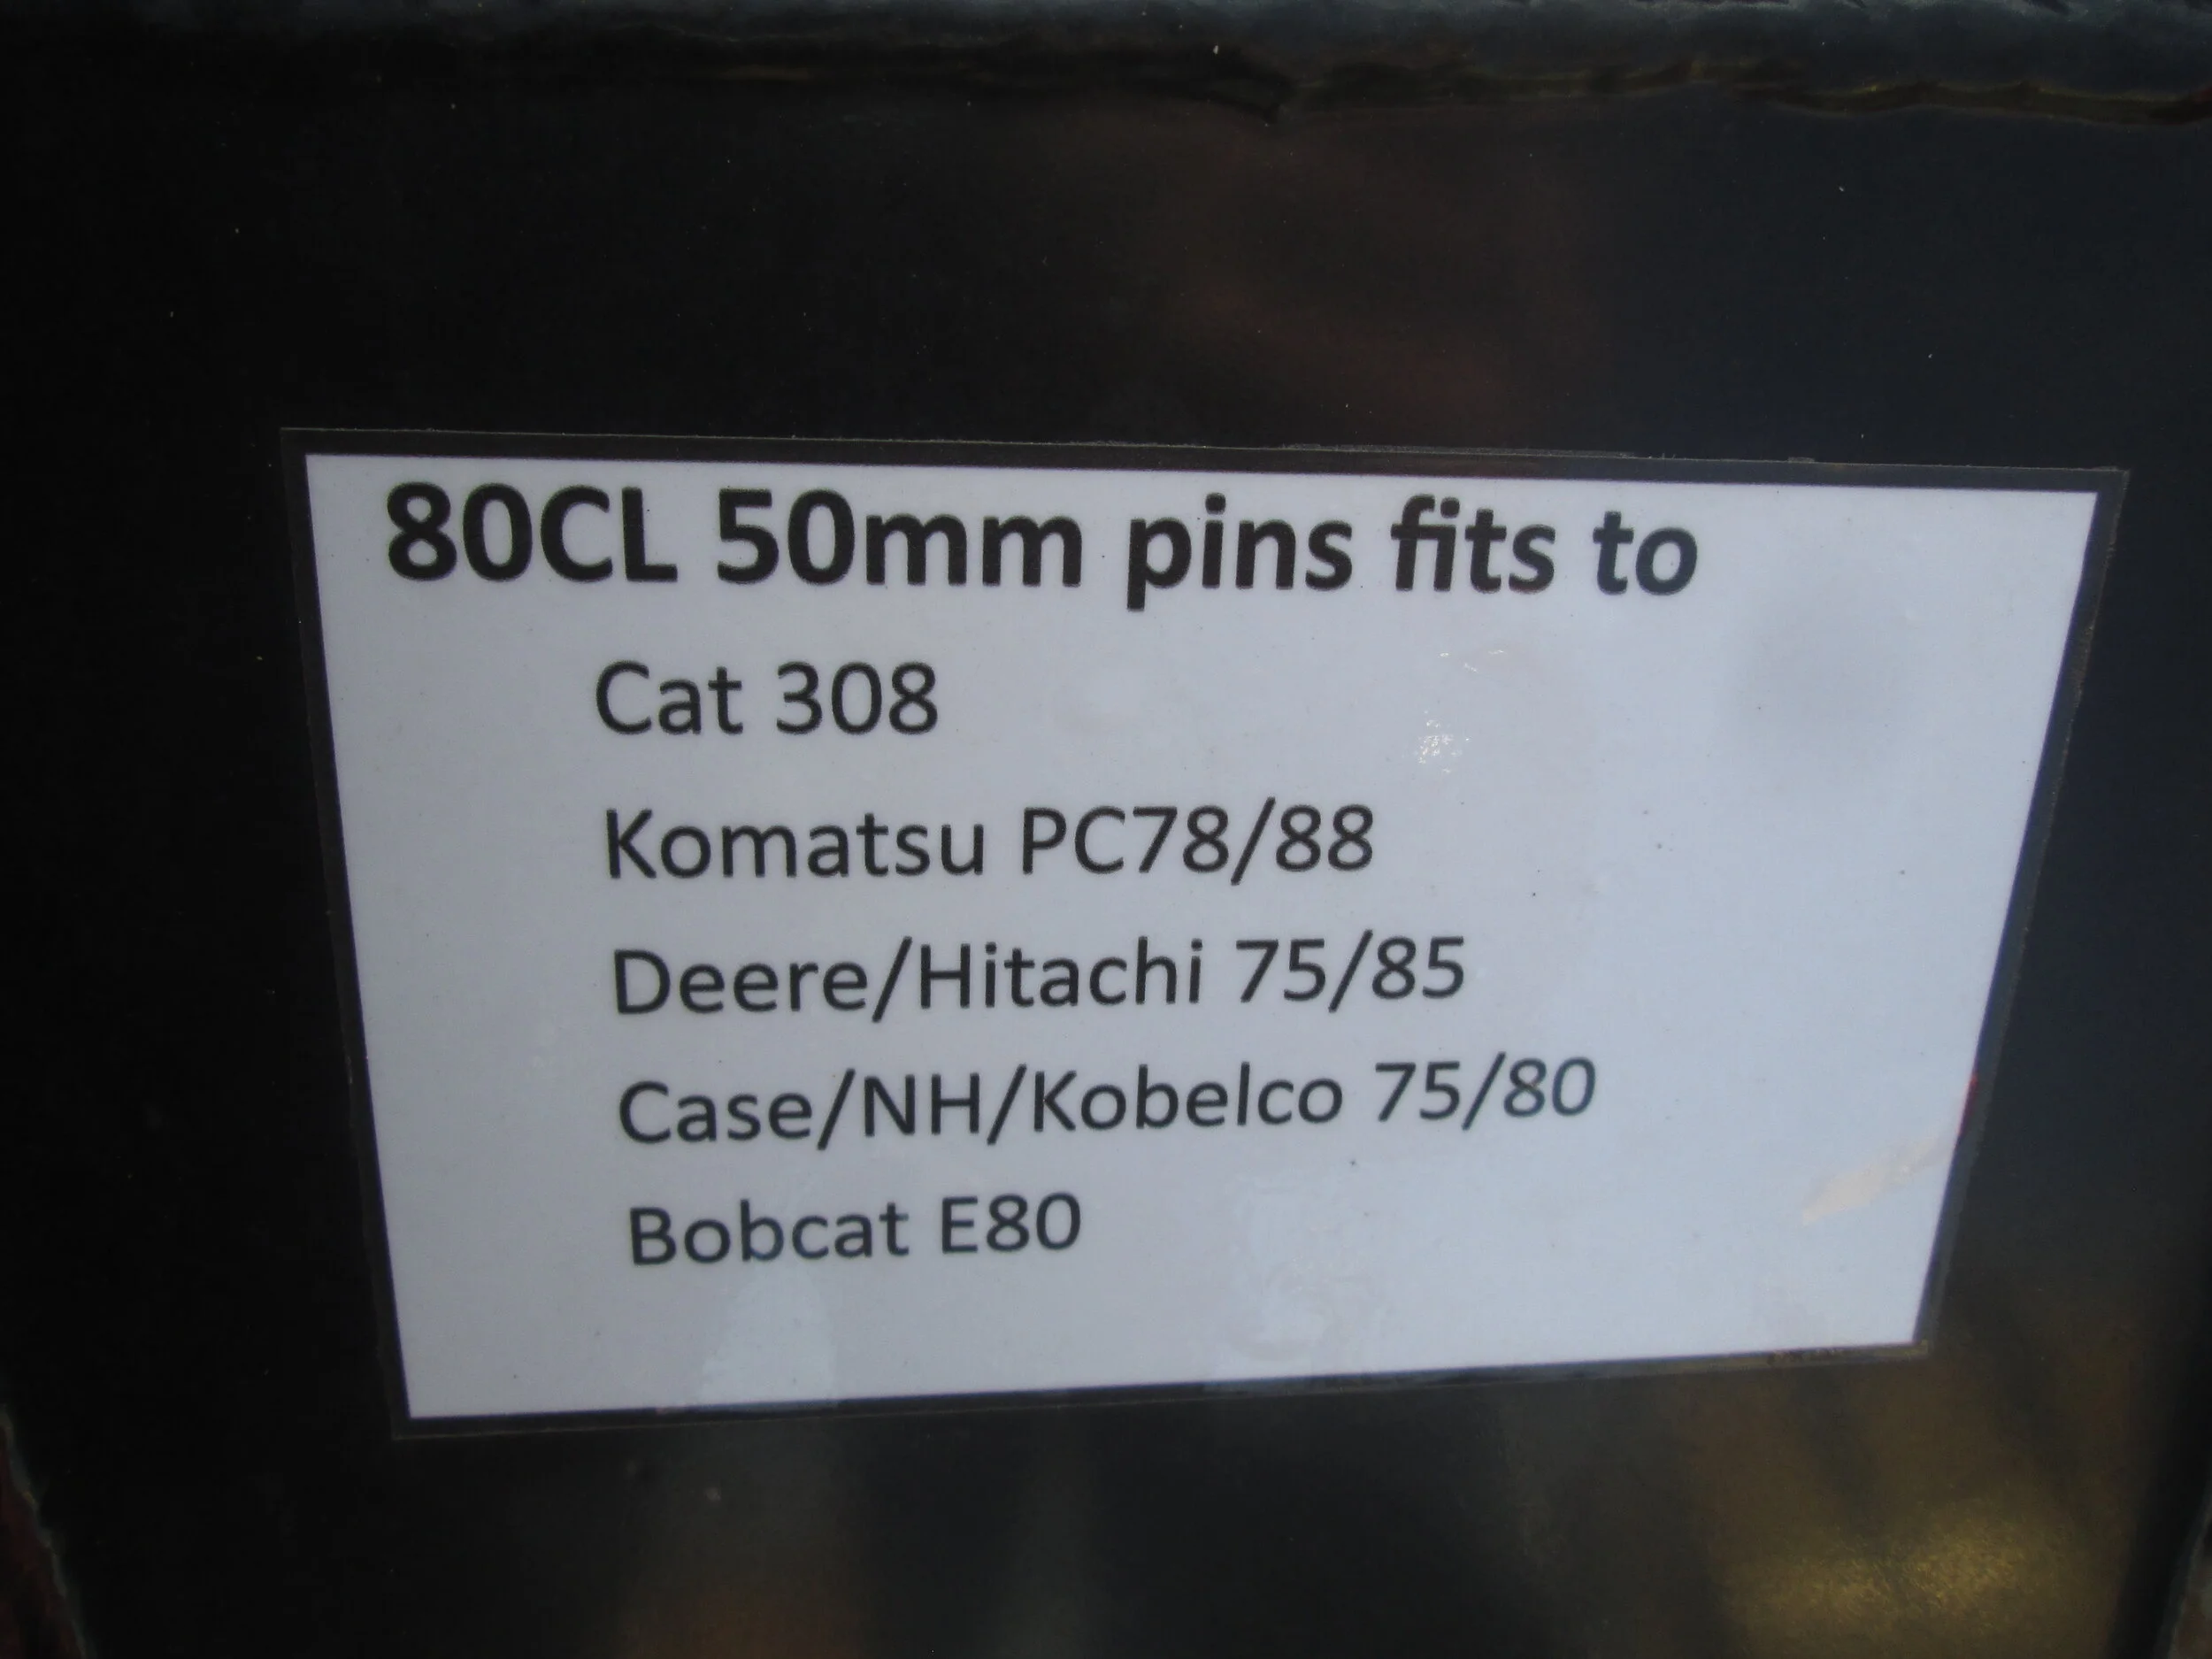 80CL 50mm pins fits to
Cat 308
Komatsu PC78/88
Deere/Hitachi 75/85
Case/NH/Kobelco 75/80
Bobcat E80